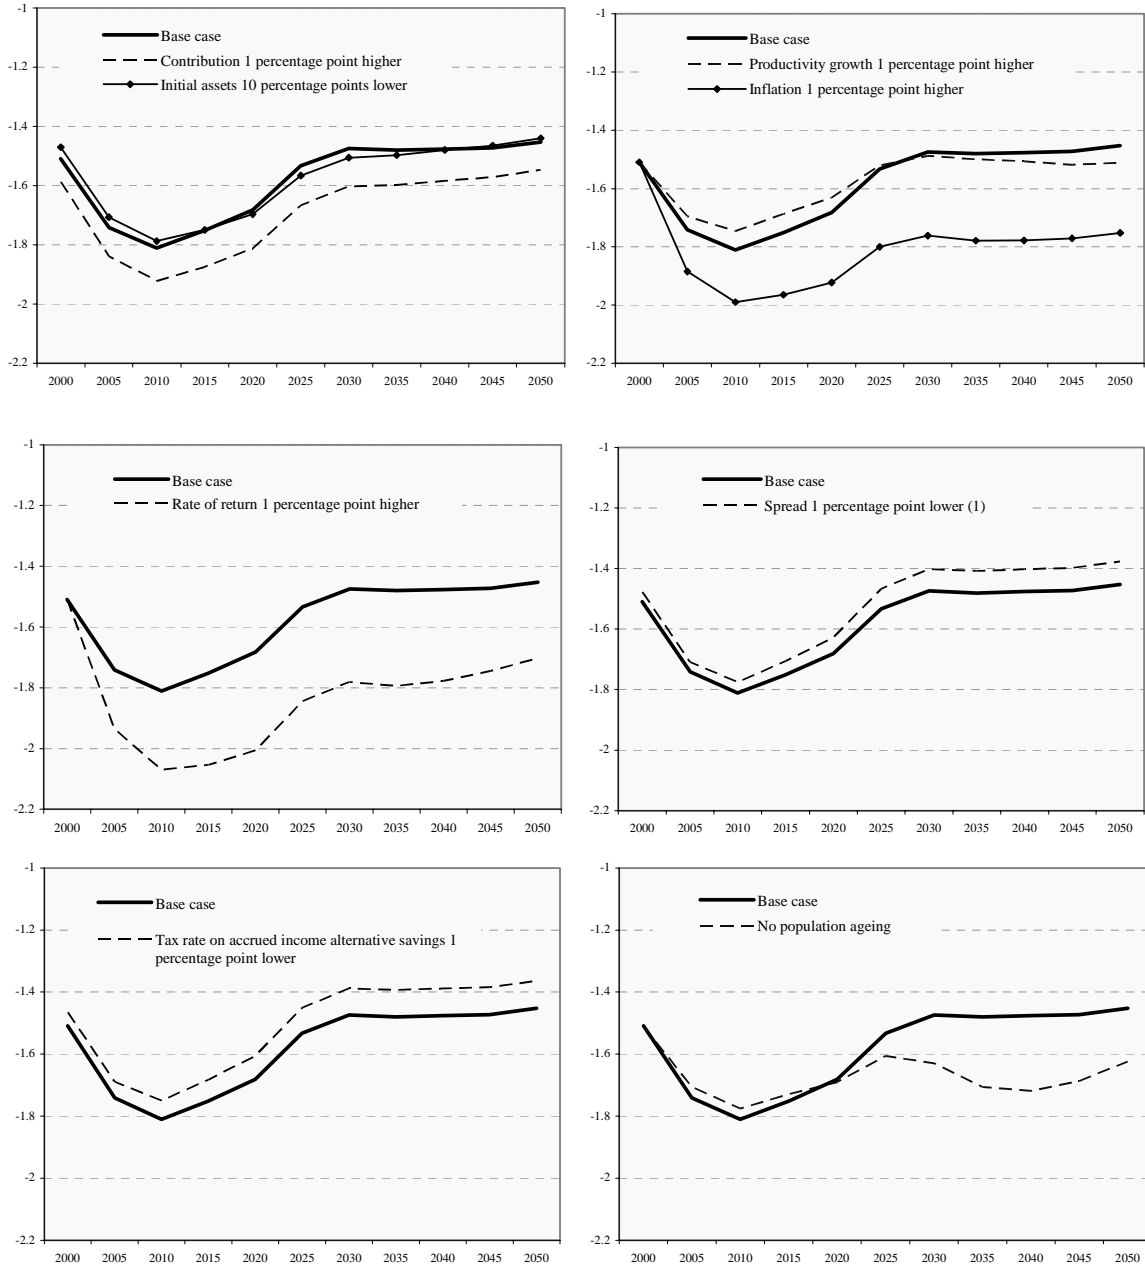 -1
Base case
-1.2
Contribution 1 percentage point higher
Initial assets 10 percentage points lower
-1.4
-1.6
-1.8
-2
-2.2
2000 2005 2010 2015 2020 2025 2030 2035 2040 2045 2050
-1
Base case
-1.2
Productivity growth 1 percentage point higher
Inflation 1 percentage point higher
-1.4
-1.6
-1.8
-2
-2.2
2000 2005 2010 2015 2020 2025 2030 2035 2040 2045 2050
-1
Base case
Rate of return 1 percentage point higher
-1.2
-1.4
-1.6
-1.8
-2
-2.2
2000 2005 2010 2015 2020 2025 2030 2035 2040 2045 2050
-1
Base case
Spread 1 percentage point lower (1)
-1.2
-1.4
-1.6
-1.8
-2
-2.2
2000 2005 2010 2015 2020 2025 2030 2035 2040 2045 2050
-1
Base case
-1.2
Tax rate on accrued income alternative savings 1
percentage point lower
-1.4
-1.6
-1.8
-2
-2.2
2000 2005 2010 2015 2020 2025 2030 2035 2040 2045 2050
-1
Base case
No population ageing
-1.2
-1.4
-1.6
-1.8
-2
-2.2
2000 2005 2010 2015 2020 2025 2030 2035 2040 2045 2050